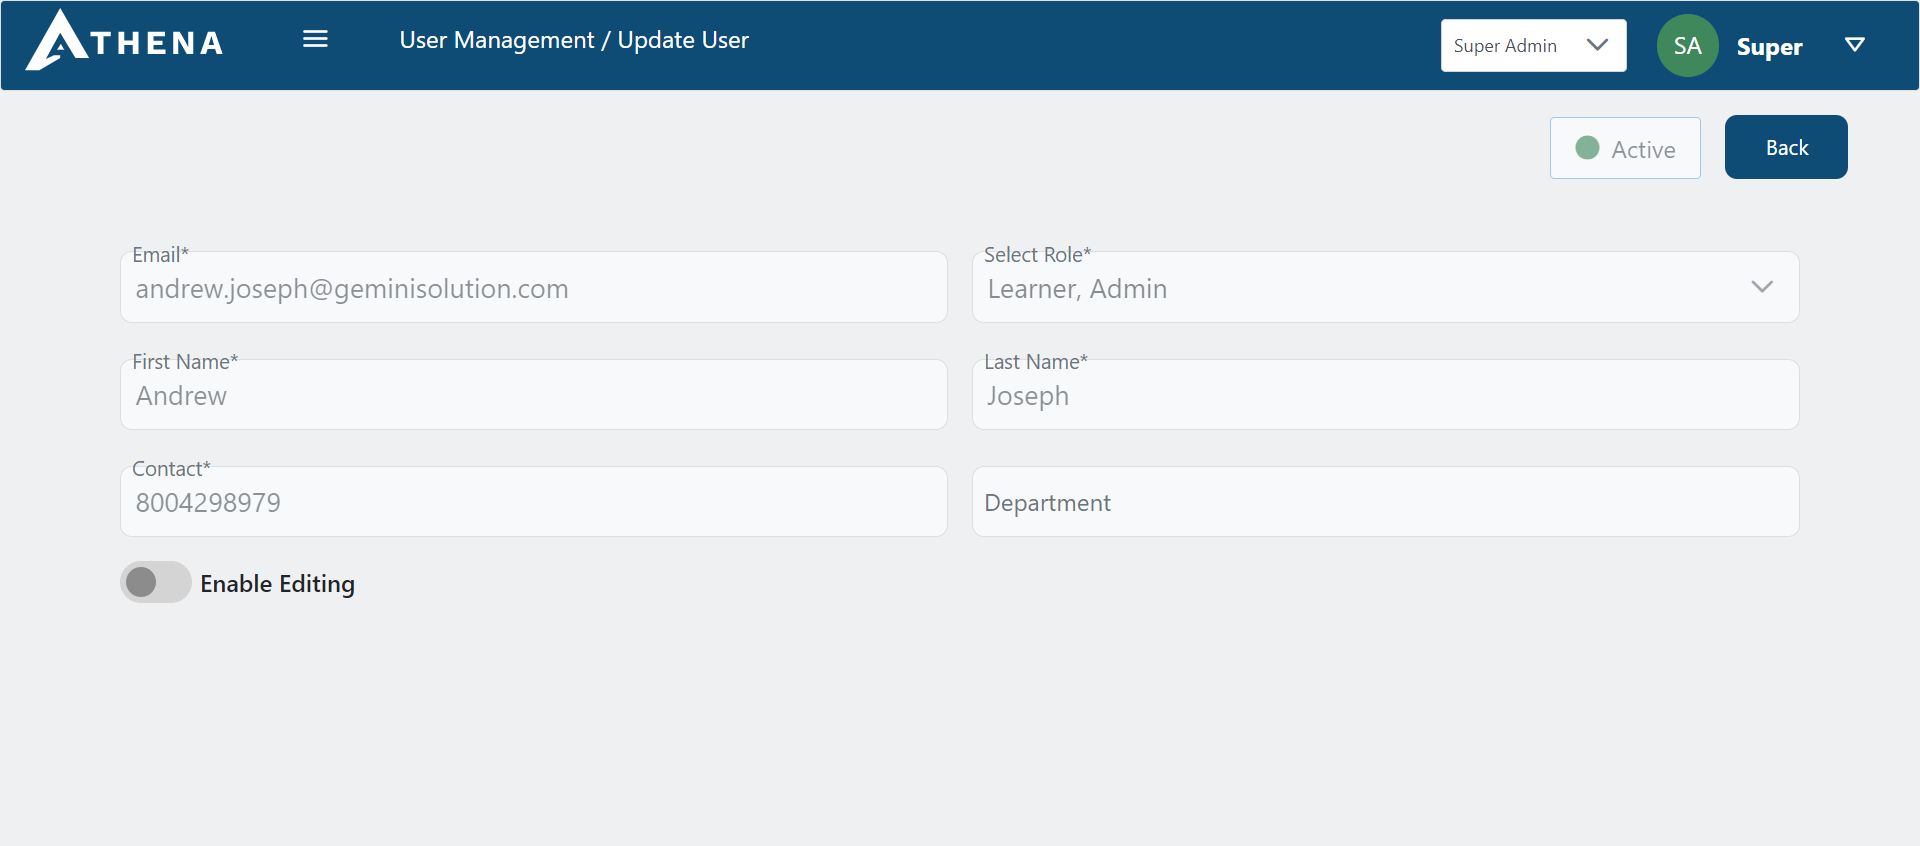 ATHENA
User Management / Update User
Super Admin
SA
Super
Active
Back
Email*
andrew.joseph@geminisolution.com
Select Role*
Learner, Admin
First Name*
Andrew
Last Name*
Joseph
Contact*
8004298979
Department
Enable Editing